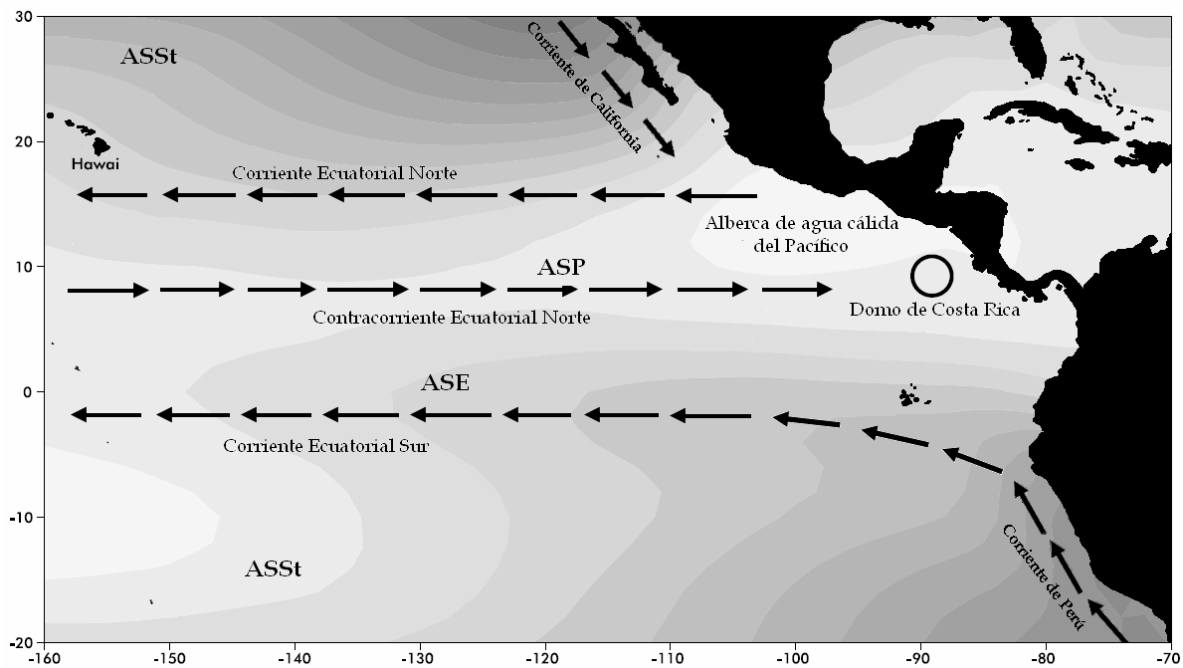 30
ASSt
Corriente de California
20
Hawai
Corriente Ecuatorial Norte
Alberca de agua cálida
del Pacífico
10
ASP
Contracorriente Ecuatorial Norte
Domo de Costa Rica
0
ASE
Corriente Ecuatorial Sur
-10
ASSt
Corriente de Perú
-20
-160 -150 -140 -130 -120 -110 -100 -90 -80 -70